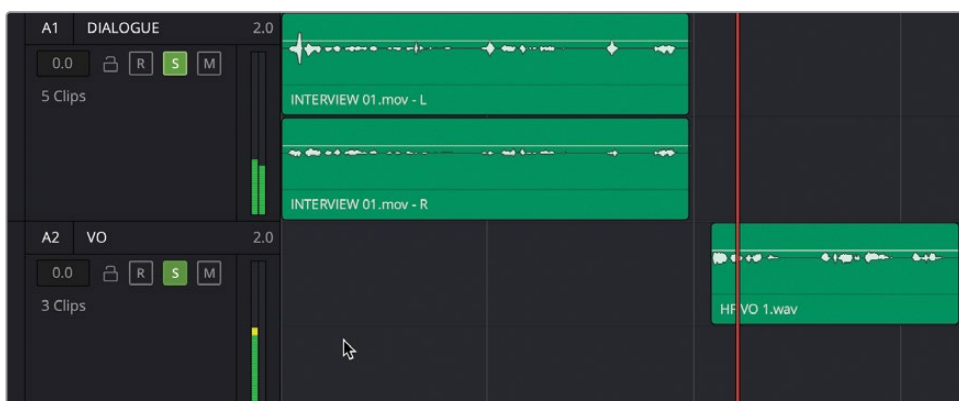 A1 DIALOGUE 2.0
0.0 R S M
5 Clips
INTERVIEW 01.mov - L
INTERVIEW 01.mov - R
A2 VO 2.0
0.0 R S M
3 Clips
VO 1.wav